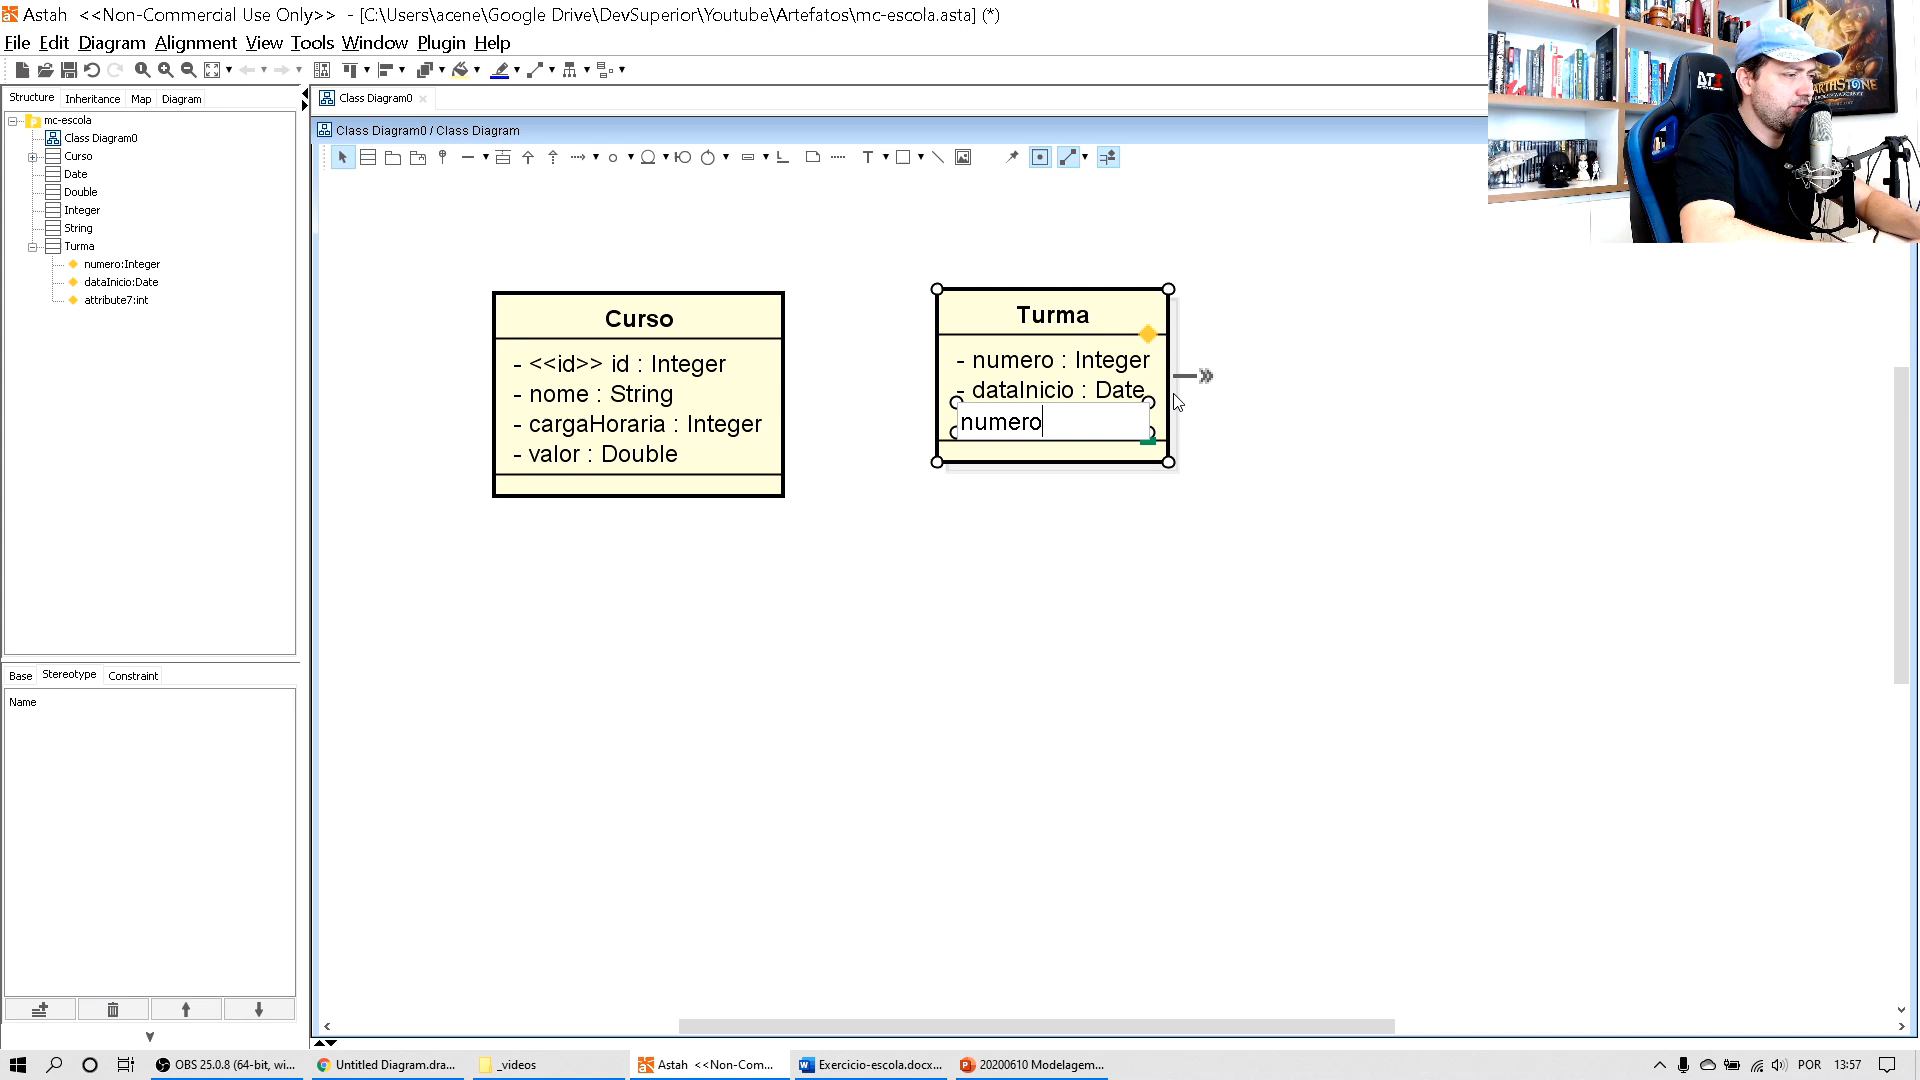 Astah <<Non-Commercial Use Only>> - [C:\Users\acene\Google Drive\DevSuperior\Youtube\Artefatos\mc-escola.asta] (*)
File Edit Diagram Alignment View Tools Window Plugin Help
Structure Inheritance Map Diagram
Class Diagram0
mc-escola
Class Diagram0
Curso
Date
Double
Integer
String
Turma
numero:Integer
dataInicio:Date
attribute7:int
Class Diagram0 / Class Diagram
Curso
- <<id>> id : Integer
- nome : String
- cargaHoraria : Integer
- valor : Double
Turma
- numero : Integer
- dataInicio : Date
numero
Base Stereotype Constraint
Name
OBS 25.0.8 (64-bit, wi...
Untitled Diagram.dra...
_videos
Astah <<Non-Com...
Exercicio-escola.docx...
20200610 Modelagem...
POR
13:57